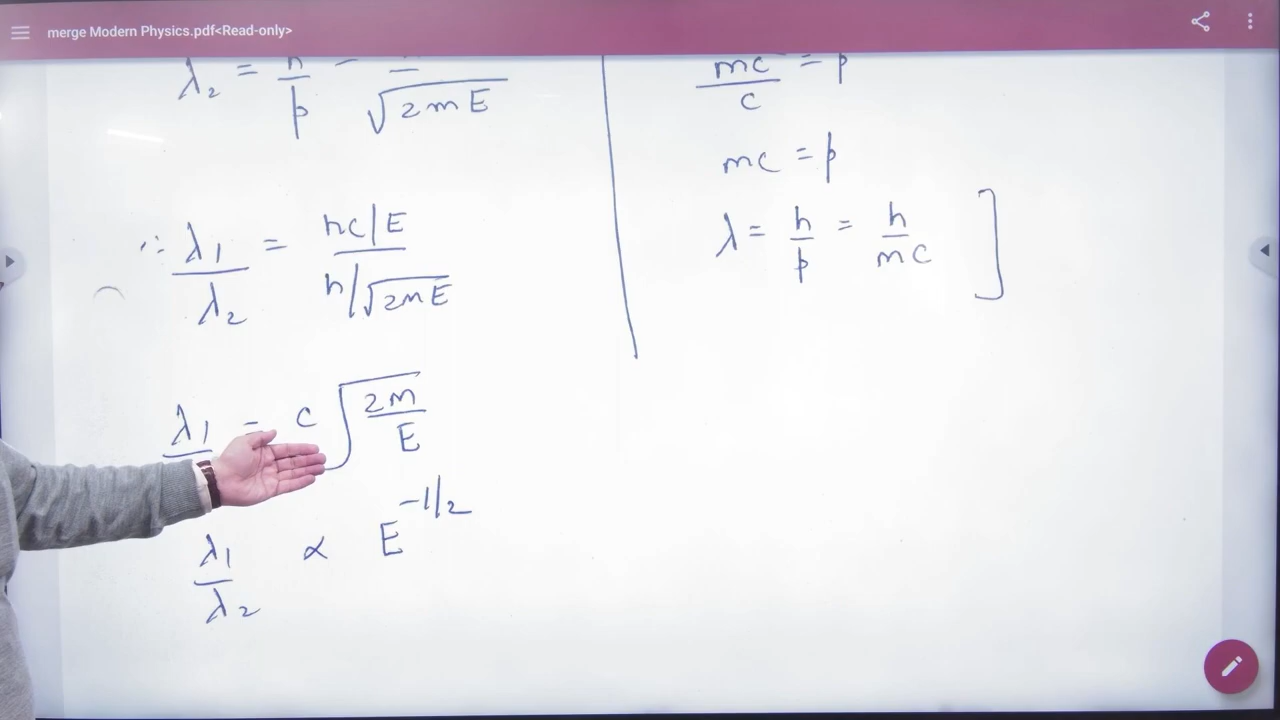 merge Modern Physics.pdf<Read-only>
λ₂ = h/p = —/√(2mE)
∴ λ₁/λ₂ = (hc/E)/(h/√(2mE))
λ₁ = c √(2m/E)
λ₁/λ₂ ∝ E^(-1/2)
mc/c = p
mc = p
λ = h/p = h/mc ]